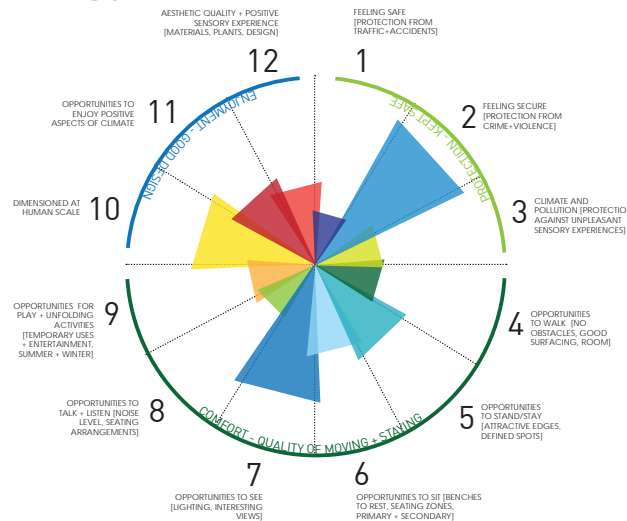 AESTHETIC QUALITY + POSITIVE
SENSORY EXPERIENCE
[MATERIALS, PLANTS, DESIGN]
12
FEELING SAFE
[PROTECTION FROM
TRAFFIC+ACCIDENTS]
1
2
FEELING SECURE
[PROTECTION FROM
CRIME+VIOLENCE]
3
CLIMATE AND
POLLUTION [PROTECTIO
AGAINST UNPLEASANT
SENSORY EXPERIENCES]
4
OPPORTUNITIES
TO WALK [NO
OBSTACLES, GOOD
SURFACING, ROOM]
5
OPPORTUNITIES
TO STAND/STAY
[ATTRACTIVE EDGES,
DEFINED SPOTS]
6
OPPORTUNITIES TO SIT [BENCHES
TO REST, SEATING ZONES,
PRIMARY + SECONDARY]
7
OPPORTUNITIES TO SEE
[LIGHTING, INTERESTING
VIEWS]
8
OPPORTUNITIES TO
TALK + LISTEN [NOISE
LEVEL, SEATING
ARRANGEMENTS]
9
OPPORTUNITIES FOR
PLAY + UNFOLDING
ACTIVITIES
[TEMPORARY USES
+ ENTERTAINMENT,
SUMMER + WINTER]
10
DIMENSIONED AT
HUMAN SCALE
11
OPPORTUNITIES TO
ENJOY POSITIVE
ASPECTS OF CLIMATE
PROTECTION - KEPT SAFE
COMFORT - QUALITY OF MOVING + STAYING
ENJOYMENT - GOOD DESIGN